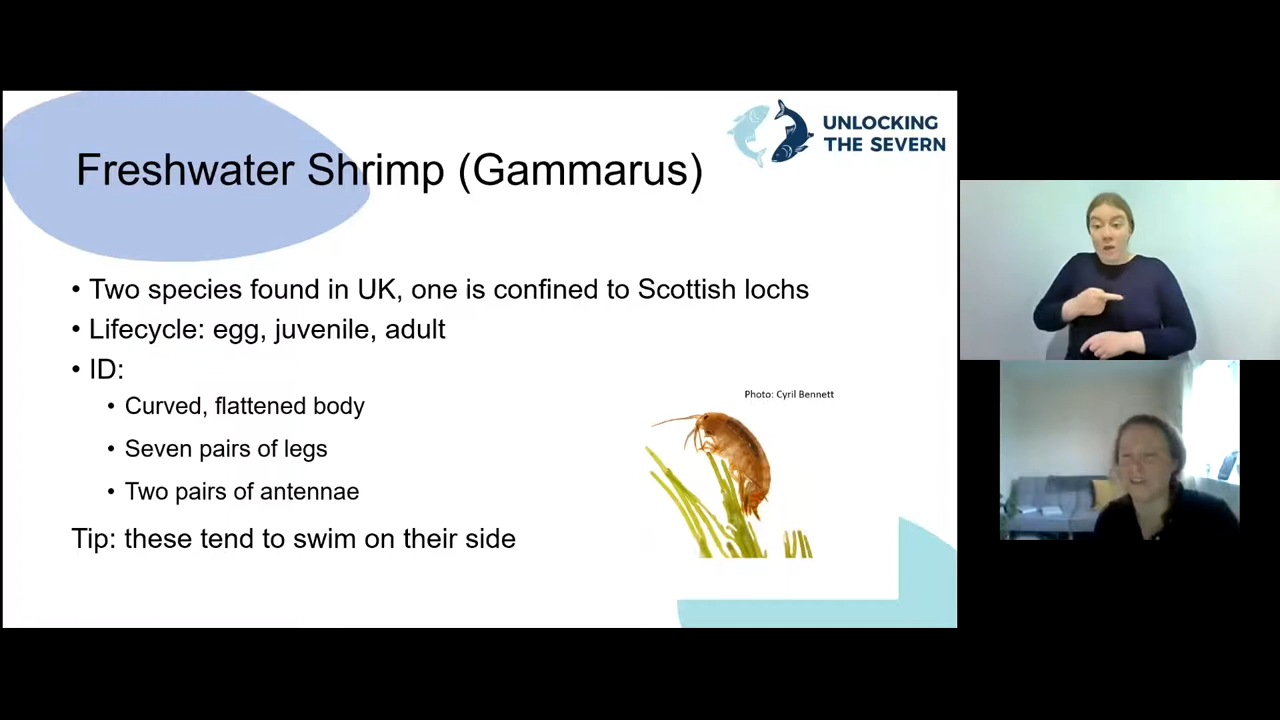 UNLOCKING
THE SEVERN
Freshwater Shrimp (Gammarus)
• Two species found in UK, one is confined to Scottish lochs
• Lifecycle: egg, juvenile, adult
• ID:
• Curved, flattened body
• Seven pairs of legs
• Two pairs of antennae
Tip: these tend to swim on their side
Photo: Cyril Bennett